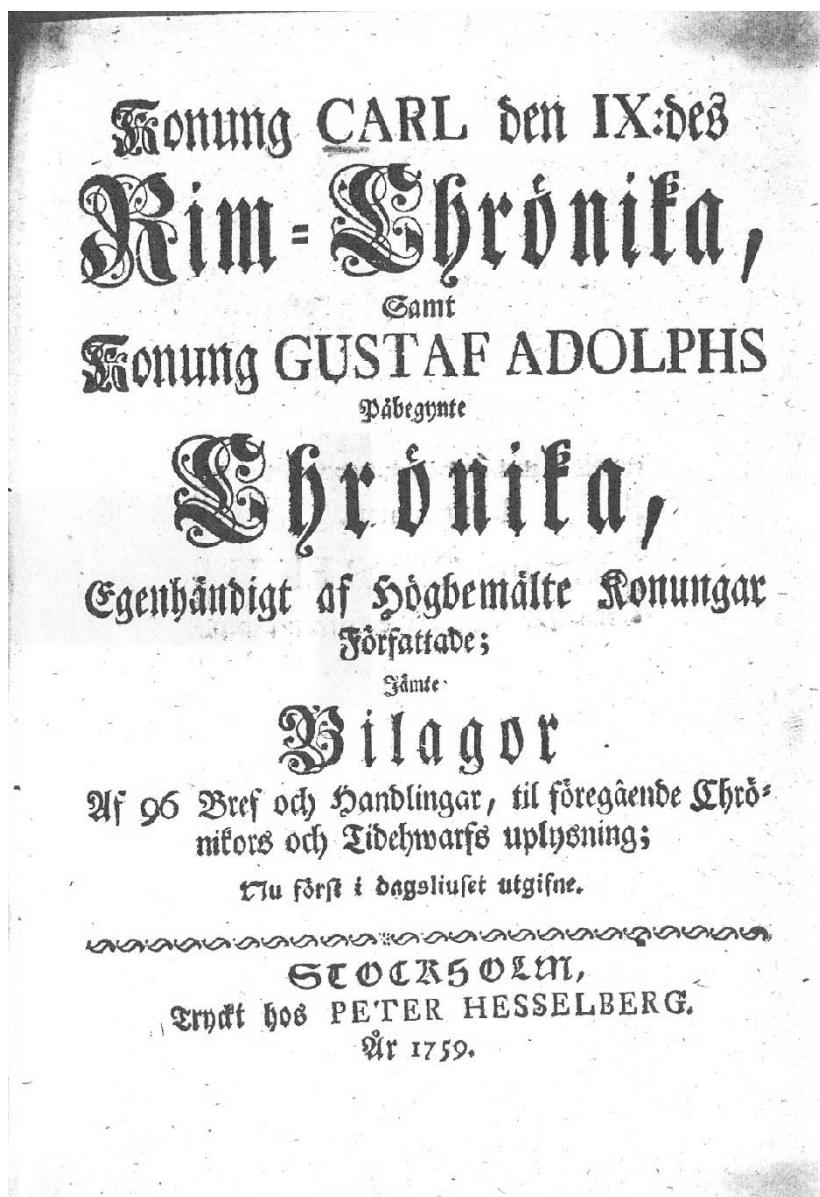 Konung CARL den IX:des
Rim-Chrönika,
Samt
Konung GUSTAF ADOLPHS
Påbegynte
Chrönika,
Egenhändigt af Högbemälte Konungar
Författade;
Jämte
Bilagor
Af 96 Bref och Handlingar, til föregående Chrö-
nikors och Tidehwarfs uplysning;
Nu först i dagsliuset utgifne.
STOCKHOLM,
Tryckt hos PETER HESSELBERG.
År 1759.